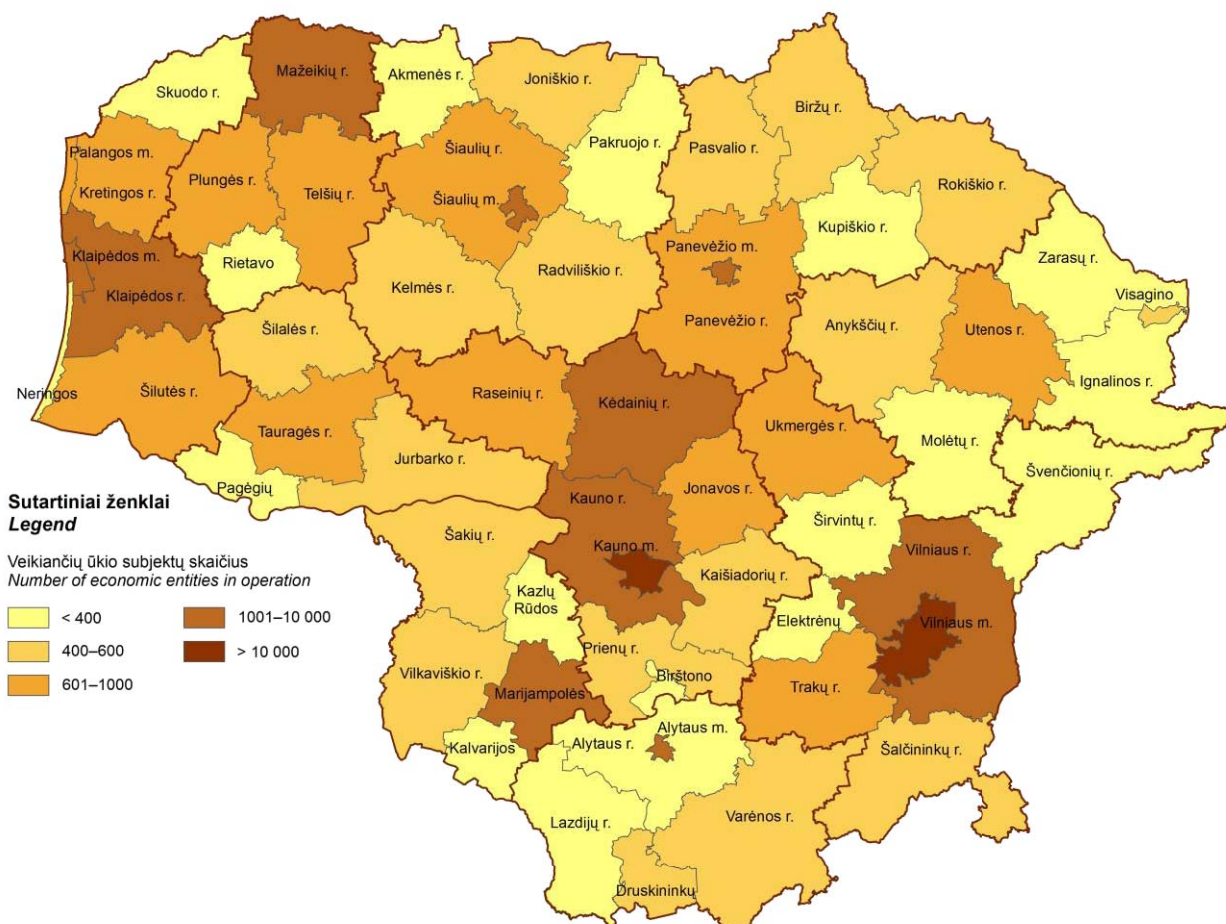 Mažeikių r.
Akmenės r.
Joniškio r.
Skuodo r.
Biržų r.
Pakruojo r.
Pasvalio r.
Palangos m.
Kretingos r.
Plungės r.
Telšių r.
Šiaulių r.
Šiaulių m.
Rokiškio r.
Kupiškio r.
Klaipėdos m.
Klaipėdos r.
Rietavo
Kelmės r.
Radviliškio r.
Panevėžio m.
Panevėžio r.
Zarasų r.
Visagino
Anykščių r.
Utenos r.
Ignalinos r.
Šilalės r.
Neringos
Šilutės r.
Tauragės r.
Raseinių r.
Kėdainių r.
Ukmergės r.
Molėtų r.
Švenčionių r.
Pagėgių
Jurbarko r.
Kauno r.
Jonavos r.
Širvintų r.
Šakių r.
Kauno m.
Kaišiadorių r.
Vilniaus r.
Kazlų
Rūdos
Elektrėnų
Vilniaus m.
Vilkaviškio r.
Prienų r.
Birštono
Marijampolės
Trakų r.
Kalvarijos
Alytaus r.
Alytaus m.
Šalčininkų r.
Lazdijų r.
Varėnos r.
Druskininkų
Sutartiniai ženklai
Legend
Veikiančių ūkio subjektų skaičius
Number of economic entities in operation
< 400
400–600
601–1000
1001–10 000
> 10 000